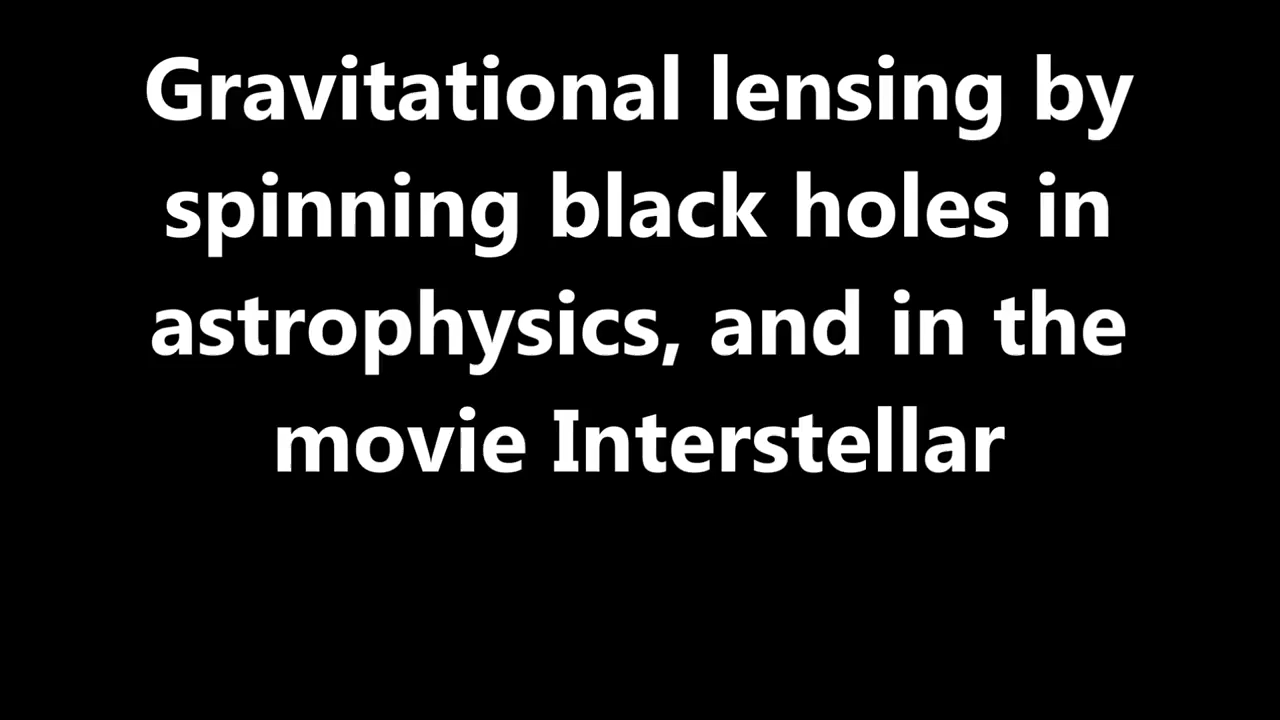 Gravitational lensing by
spinning black holes in
astrophysics, and in the
movie Interstellar